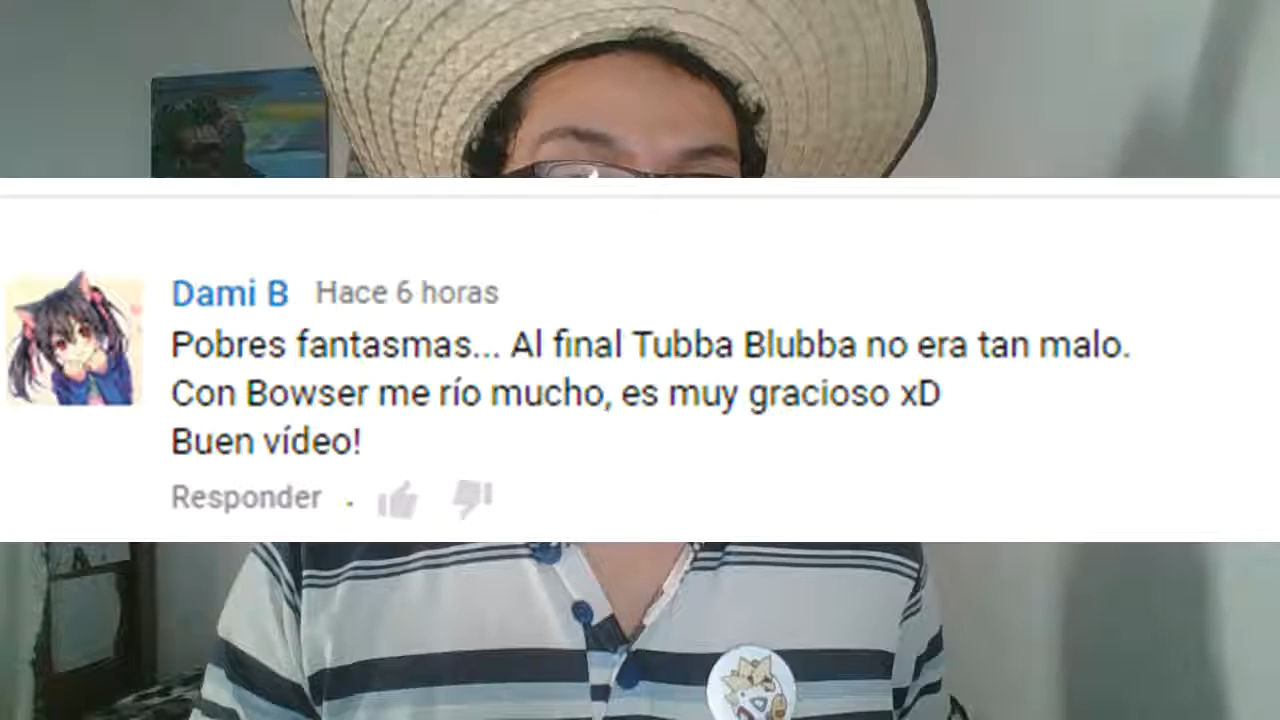 Dami B Hace 6 horas
Pobres fantasmas... Al final Tubba Blubba no era tan malo.
Con Bowser me río mucho, es muy gracioso xD
Buen vídeo!
Responder .